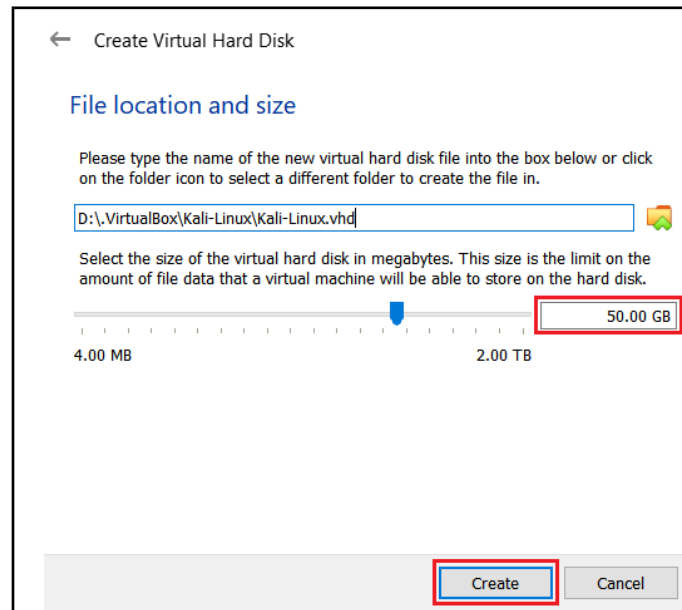 Create Virtual Hard Disk
File location and size
Please type the name of the new virtual hard disk file into the box below or click
on the folder icon to select a different folder to create the file in.
D:\.VirtualBox\Kali-Linux\Kali-Linux.vhd
Select the size of the virtual hard disk in megabytes. This size is the limit on the
amount of file data that a virtual machine will be able to store on the hard disk.
50.00 GB
4.00 MB 2.00 TB
Create Cancel